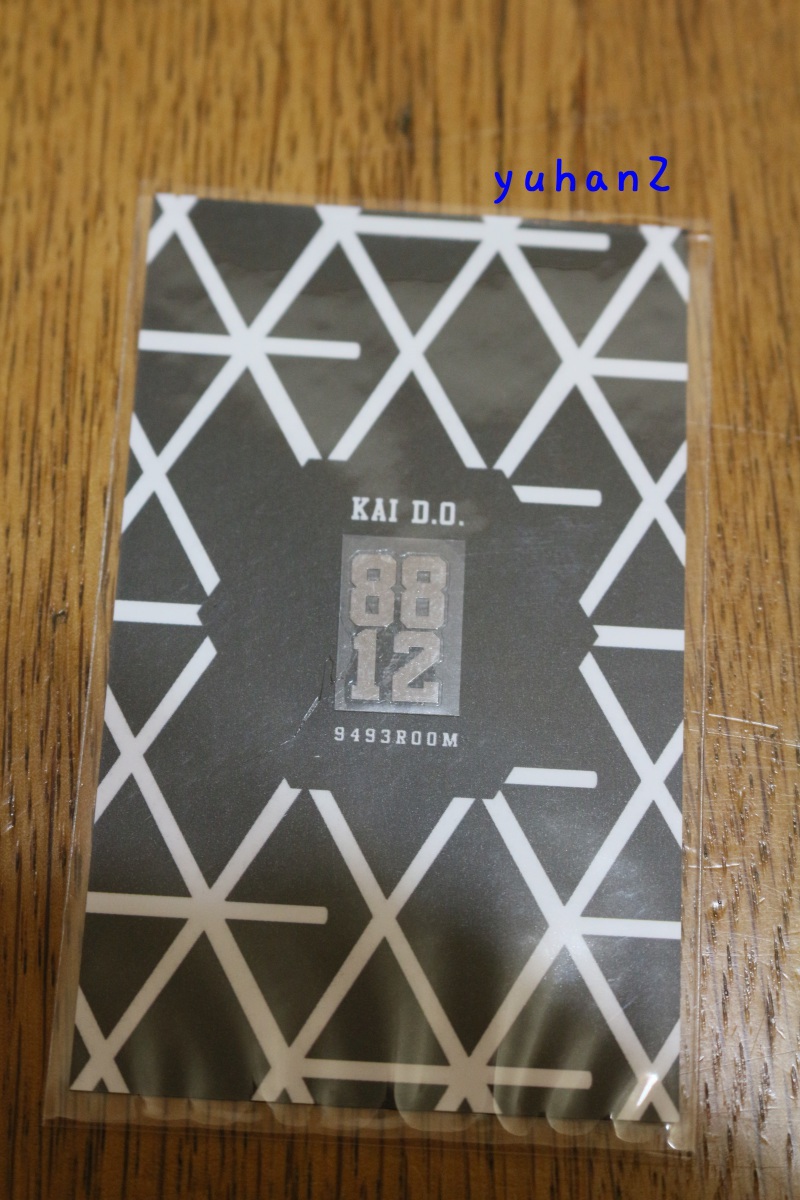 yuhan2
KAI D.O.
88
12
9493ROOM